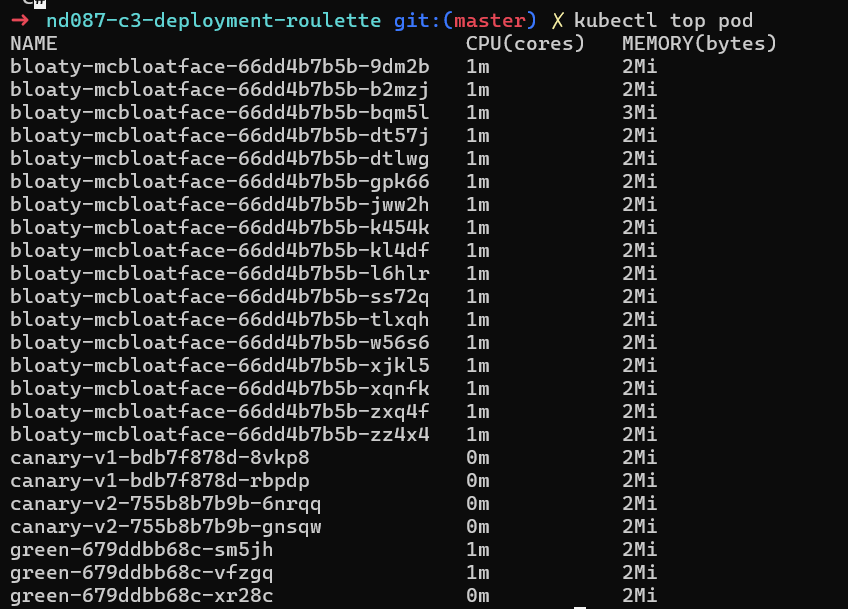 ➜ nd087-c3-deployment-roulette git:(master) ✗ kubectl top pod
NAME CPU(cores) MEMORY(bytes)
bloaty-mcbloatface-66dd4b7b5b-9dm2b 1m 2Mi
bloaty-mcbloatface-66dd4b7b5b-b2mzj 1m 2Mi
bloaty-mcbloatface-66dd4b7b5b-bqm5l 1m 3Mi
bloaty-mcbloatface-66dd4b7b5b-dt57j 1m 2Mi
bloaty-mcbloatface-66dd4b7b5b-dtlwg 1m 2Mi
bloaty-mcbloatface-66dd4b7b5b-gpk66 1m 2Mi
bloaty-mcbloatface-66dd4b7b5b-jww2h 1m 2Mi
bloaty-mcbloatface-66dd4b7b5b-k454k 1m 2Mi
bloaty-mcbloatface-66dd4b7b5b-kl4df 1m 2Mi
bloaty-mcbloatface-66dd4b7b5b-l6hlr 1m 2Mi
bloaty-mcbloatface-66dd4b7b5b-ss72q 1m 2Mi
bloaty-mcbloatface-66dd4b7b5b-tlxqh 1m 2Mi
bloaty-mcbloatface-66dd4b7b5b-w56s6 1m 2Mi
bloaty-mcbloatface-66dd4b7b5b-xjkl5 1m 2Mi
bloaty-mcbloatface-66dd4b7b5b-xqnfk 1m 2Mi
bloaty-mcbloatface-66dd4b7b5b-zxq4f 1m 2Mi
bloaty-mcbloatface-66dd4b7b5b-zz4x4 1m 2Mi
canary-v1-bdb7f878d-8vkp8 0m 2Mi
canary-v1-bdb7f878d-rbpdp 0m 2Mi
canary-v2-755b8b7b9b-6nrqq 0m 2Mi
canary-v2-755b8b7b9b-gnsqw 0m 2Mi
green-679ddbb68c-sm5jh 1m 2Mi
green-679ddbb68c-vfzgq 1m 2Mi
green-679ddbb68c-xr28c 0m 2Mi